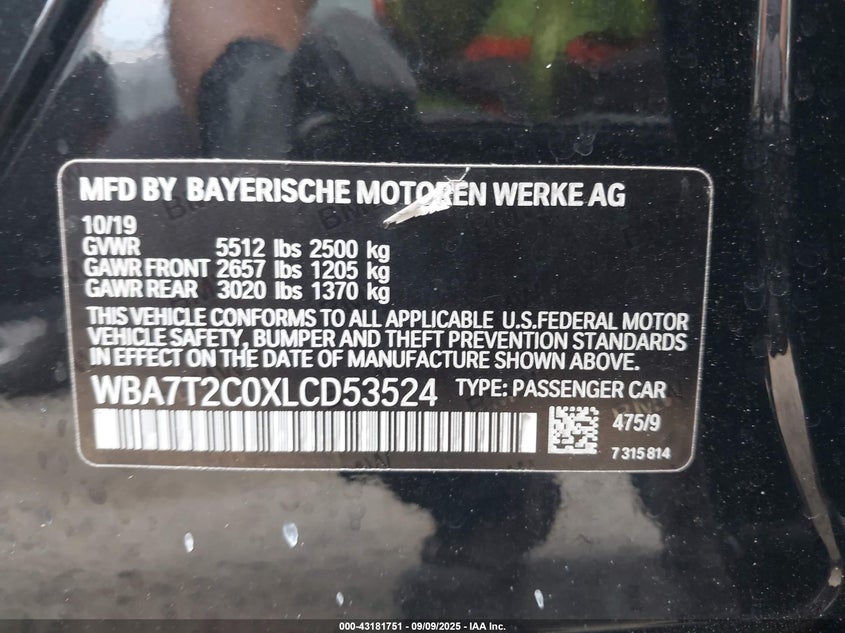 MFD BY BAYERISCHE MOTOREN WERKE AG
10/19
GVWR 5512 lbs 2500 kg
GAWR FRONT 2657 lbs 1205 kg
GAWR REAR 3020 lbs 1370 kg
THIS VEHICLE CONFORMS TO ALL APPLICABLE U.S.FEDERAL MOTOR
VEHICLE SAFETY, BUMPER AND THEFT PREVENTION STANDARDS
IN EFFECT ON THE DATE OF MANUFACTURE SHOWN ABOVE.
WBA7T2C0XLCD53524 TYPE: PASSENGER CAR
475/9
7 315 814
000-43181751 - 09/09/2025 - IAA Inc.